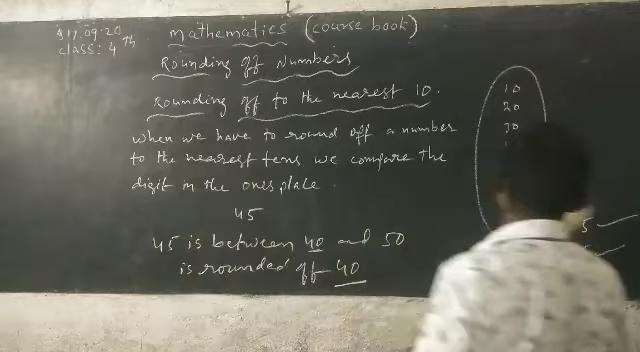 17.09.20
class: 4th
Mathematics (course book)
Rounding off Numbers
Rounding off to the nearest 10.
when we have to round off a number
to the nearest tens we compare the
digit in the ones place.
45
45 is between 40 and 50
is rounded off 40
10
20
30
5